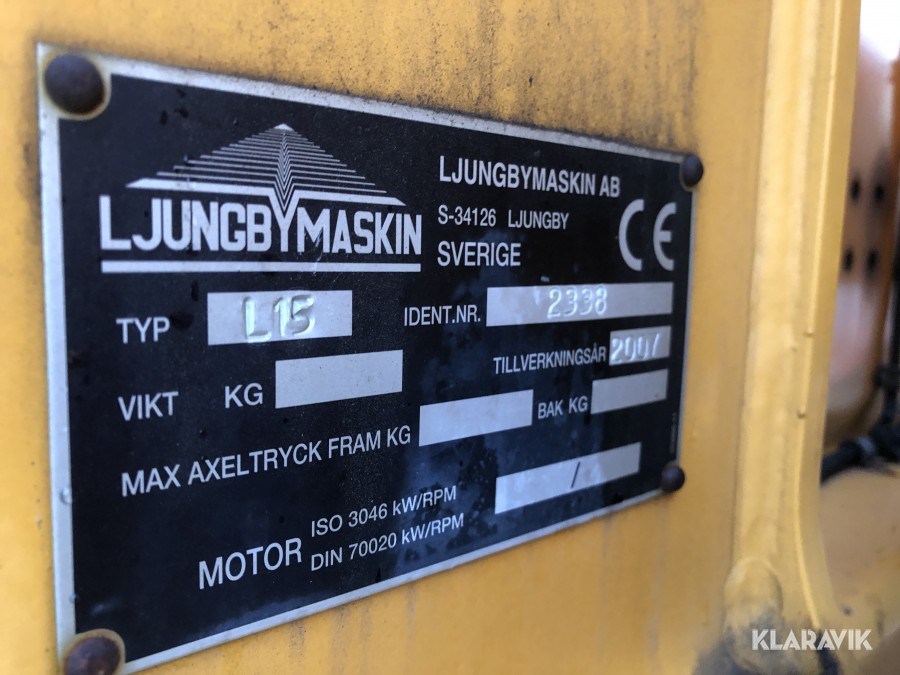 LJUNGBYMASKIN
LJUNGBYMASKIN AB
S-34126 LJUNGBY
SVERIGE
CE
TYP L15
IDENT.NR. 2338
TILLVERKNINGSÅR 2007
VIKT KG
MAX AXELTRYCK FRAM KG BAK KG
MOTOR ISO 3046 kW/RPM /
DIN 70020 kW/RPM
KLARAVIK